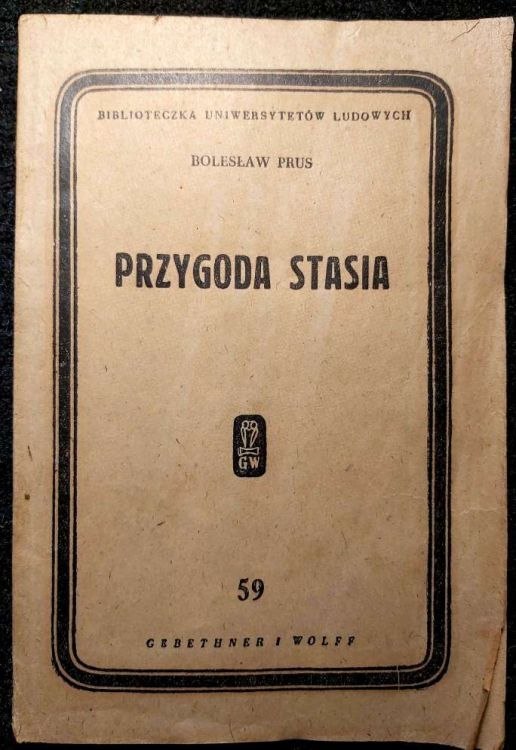 BIBLIOTECZKA UNIWERSYTETÓW LUDOWYCH
BOLESŁAW PRUS
PRZYGODA STASIA
GW
59
GEBETHNER I WOLFF